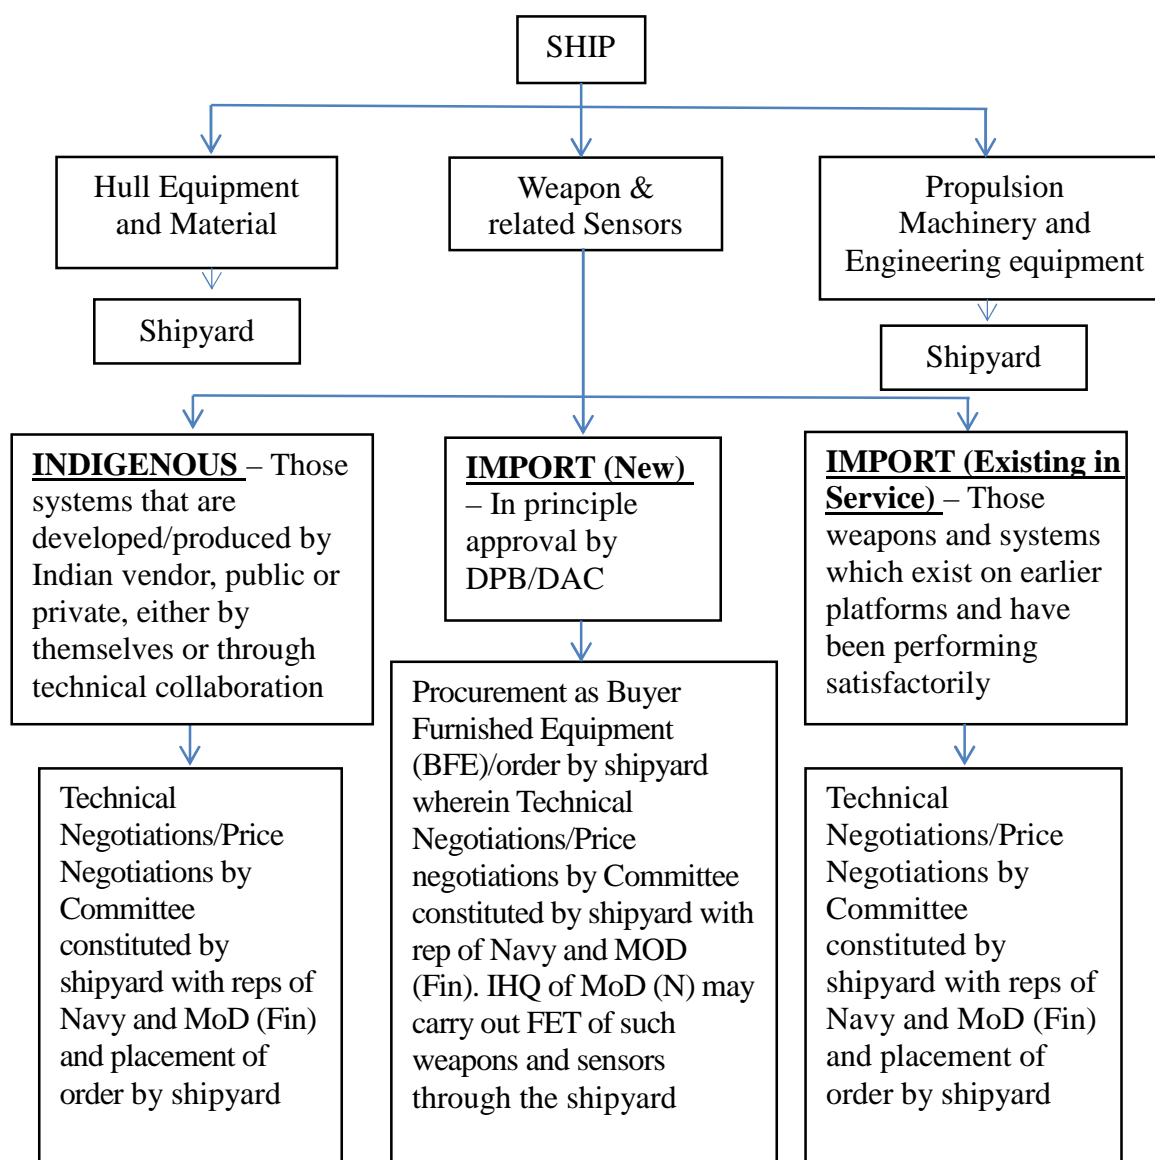 SHIP
Hull Equipment
and Material
Weapon &
related Sensors
Propulsion
Machinery and
Engineering equipment
Shipyard
Shipyard
INDIGENOUS – Those
systems that are
developed/produced by
Indian vendor, public or
private, either by
themselves or through
technical collaboration
IMPORT (New)
– In principle
approval by
DPB/DAC
IMPORT (Existing in
Service) – Those
weapons and systems
which exist on earlier
platforms and have
been performing
satisfactorily
Technical
Negotiations/Price
Negotiations by
Committee
constituted by
shipyard with reps of
Navy and MoD (Fin)
and placement of
order by shipyard
Procurement as Buyer
Furnished Equipment
(BFE)/order by shipyard
wherein Technical
Negotiations/Price
negotiations by Committee
constituted by shipyard with
rep of Navy and MOD
(Fin). IHQ of MoD (N) may
carry out FET of such
weapons and sensors
through the shipyard
Technical
Negotiations/Price
Negotiations by
Committee
constituted by
shipyard with reps of
Navy and MoD (Fin)
and placement of
order by shipyard